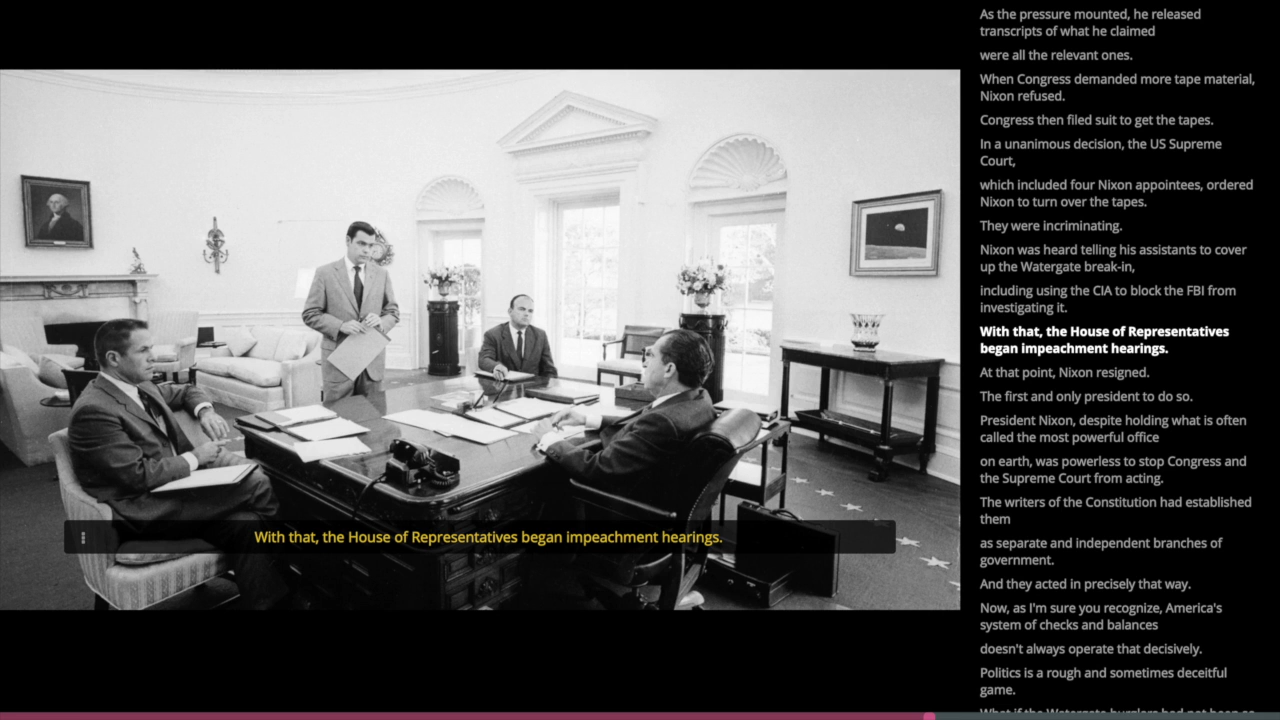 As the pressure mounted, he released
transcripts of what he claimed
were all the relevant ones.
When Congress demanded more tape material,
Nixon refused.
Congress then filed suit to get the tapes.
In a unanimous decision, the US Supreme
Court,
which included four Nixon appointees, ordered
Nixon to turn over the tapes.
They were incriminating.
Nixon was heard telling his assistants to cover
up the Watergate break-in,
including using the CIA to block the FBI from
investigating it.
With that, the House of Representatives
began impeachment hearings.
At that point, Nixon resigned.
The first and only president to do so.
President Nixon, despite holding what is often
called the most powerful office
on earth, was powerless to stop Congress and
the Supreme Court from acting.
The writers of the Constitution had established
them
as separate and independent branches of
government.
And they acted in precisely that way.
Now, as I'm sure you recognize, America's
system of checks and balances
doesn't always operate that decisively.
Politics is a rough and sometimes deceitful
game.
What if the Watergate burglars had not been so
With that, the House of Representatives began impeachment hearings.